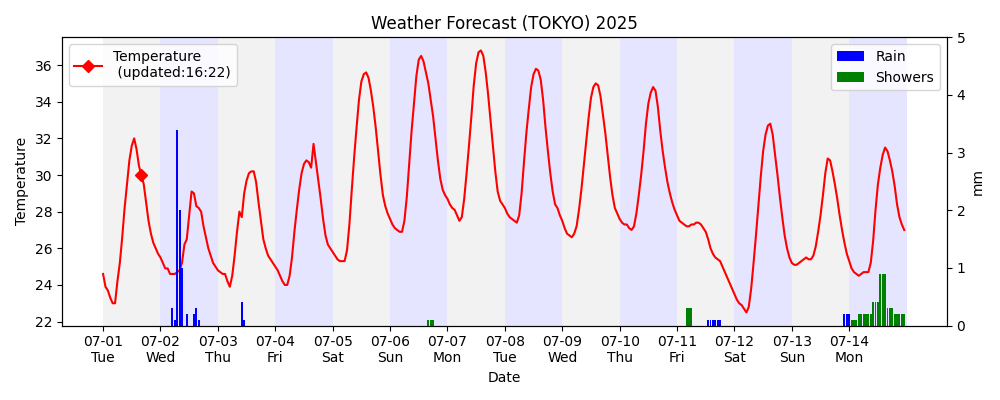 Weather Forecast (TOKYO) 2025
Temperature
(updated:16:22)
Rain
Showers
Temperature
36
34
32
30
28
26
24
22
5
4
3
2
1
0
mm
07-01 07-02 07-03 07-04 07-05 07-06 07-07 07-08 07-09 07-10 07-11 07-12 07-13 07-14
Tue Wed Thu Fri Sat Sun Mon Tue Wed Thu Fri Sat Sun Mon
Date